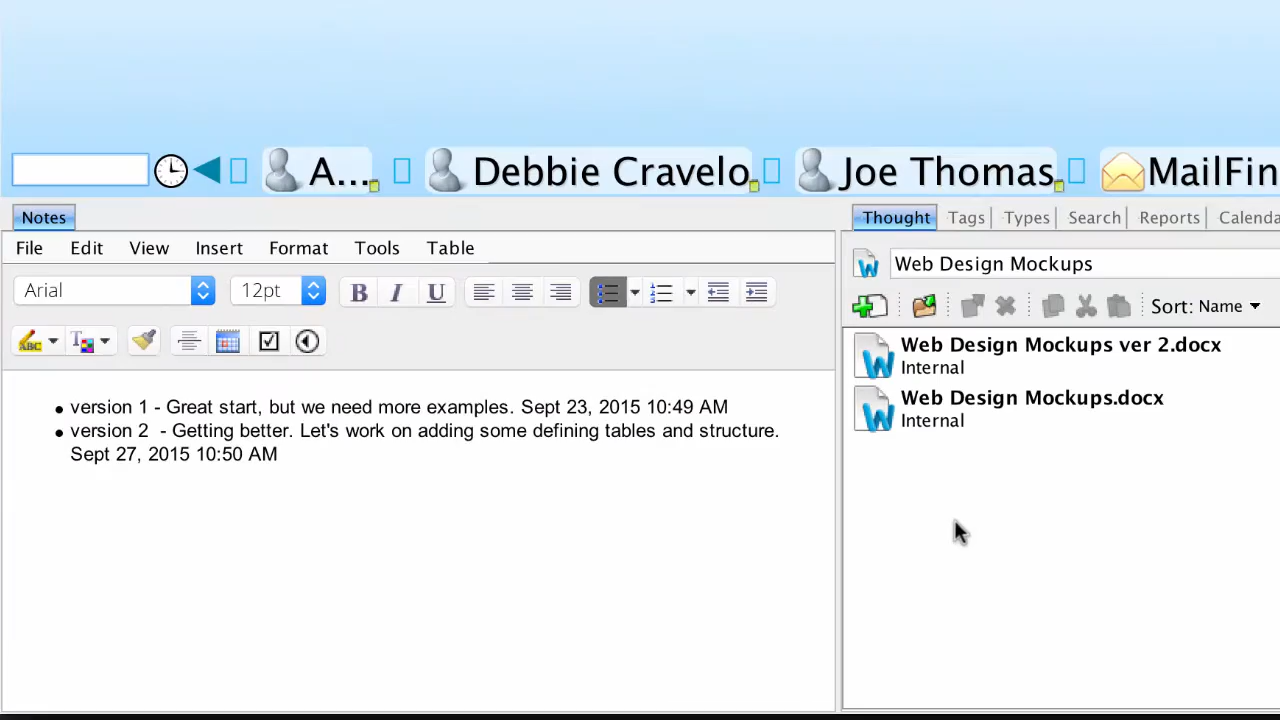 A... Debbie Cravelo Joe Thomas MailFin
Notes
File Edit View Insert Format Tools Table
Arial 12pt B I U
ABC T
• version 1 - Great start, but we need more examples. Sept 23, 2015 10:49 AM
• version 2 - Getting better. Let's work on adding some defining tables and structure.
Sept 27, 2015 10:50 AM
Thought Tags Types Search Reports Calenda
Web Design Mockups
Sort: Name
Web Design Mockups ver 2.docx
Internal
Web Design Mockups.docx
Internal